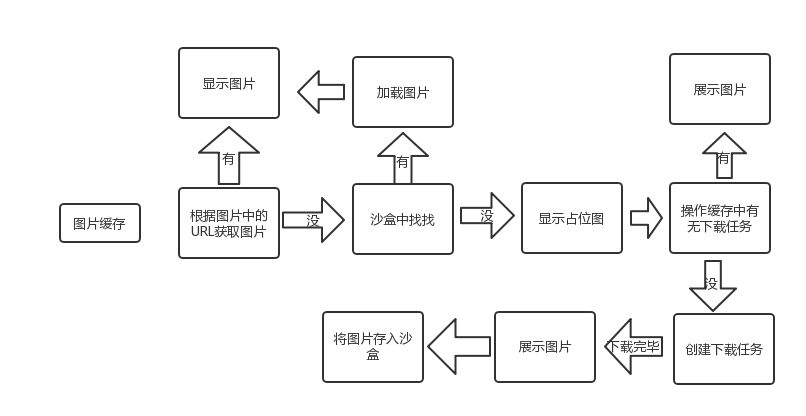 显示图片
加载图片
展示图片
有
有
有
图片缓存
根据图片中的
URL获取图片
没
沙盒中找找
没
显示占位图
操作缓存中有
无下载任务
没
将图片存入沙
盒
展示图片
下载完毕
创建下载任务